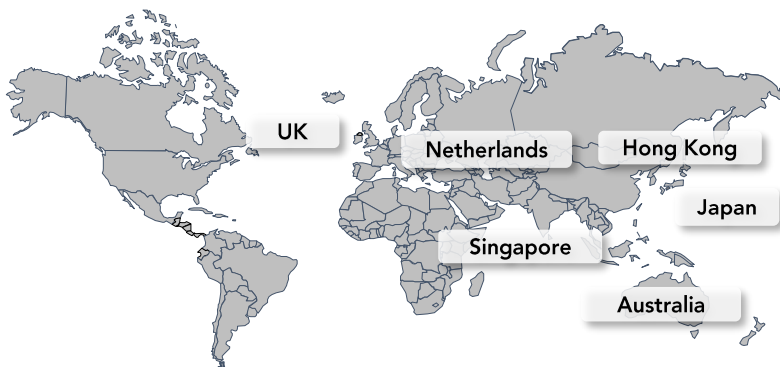 UK
Netherlands
Hong Kong
Japan
Singapore
Australia